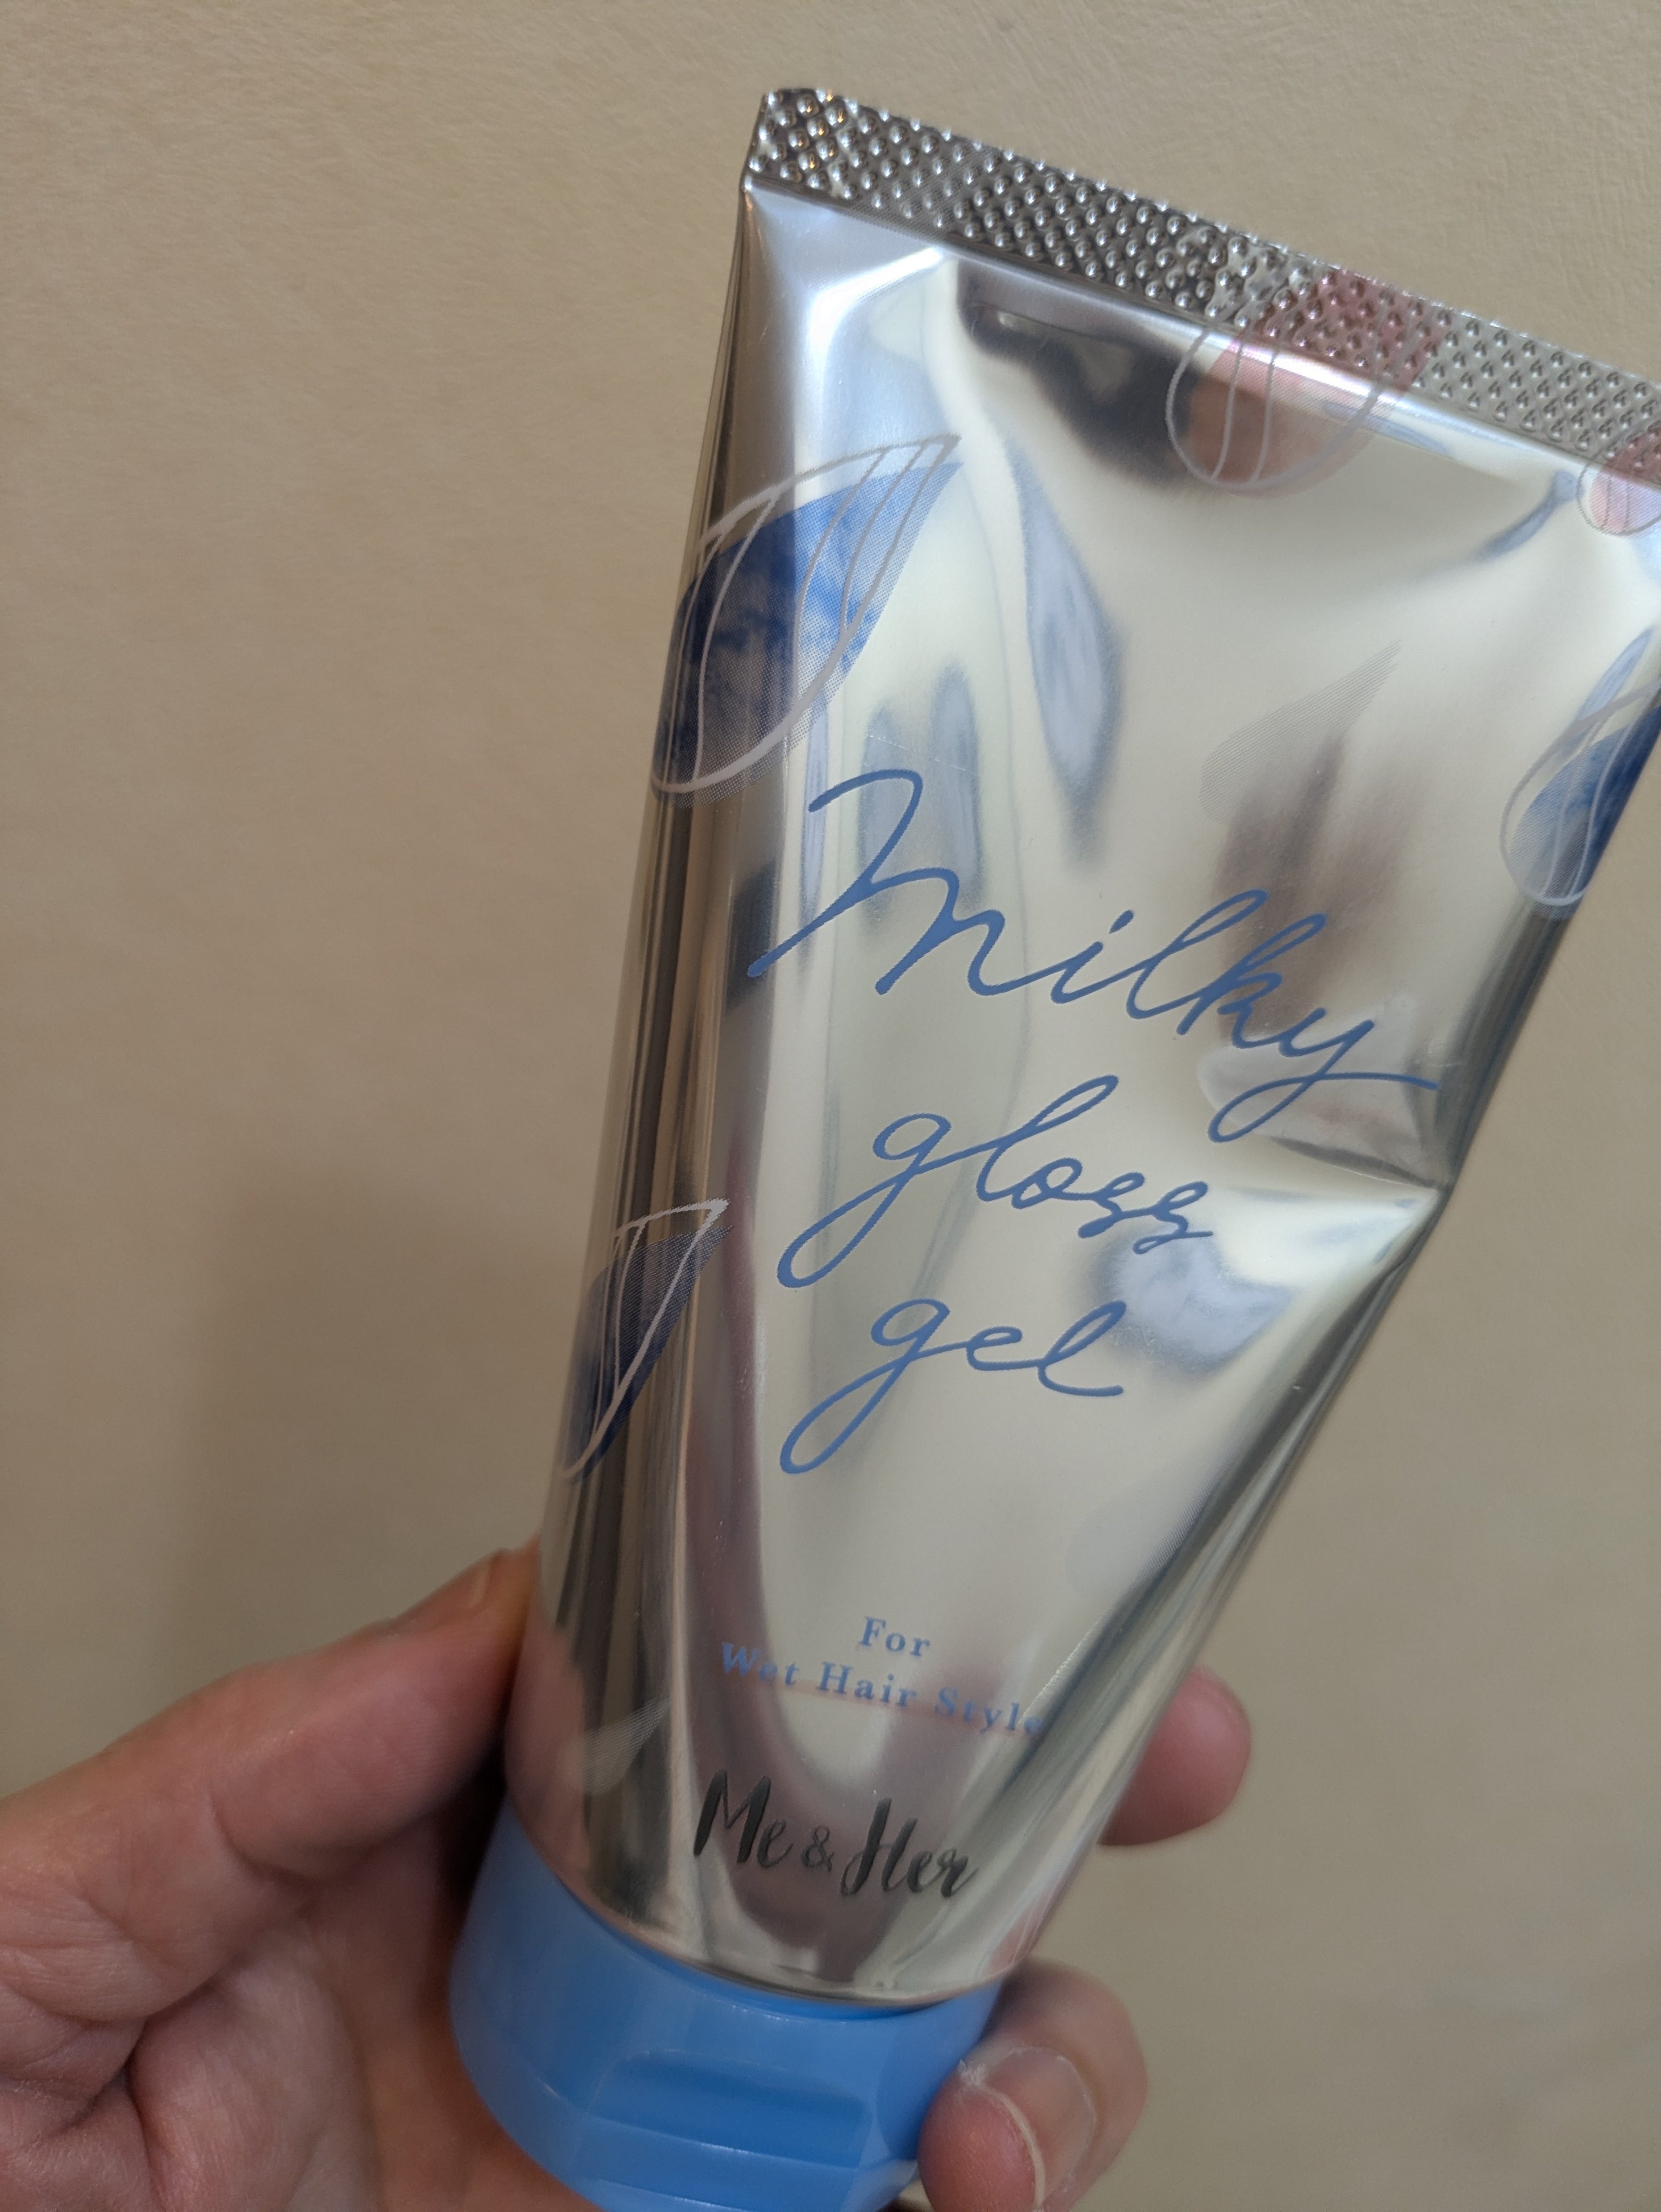 Milky
gloss
gel
For
Wet Hair Style
Me & Her